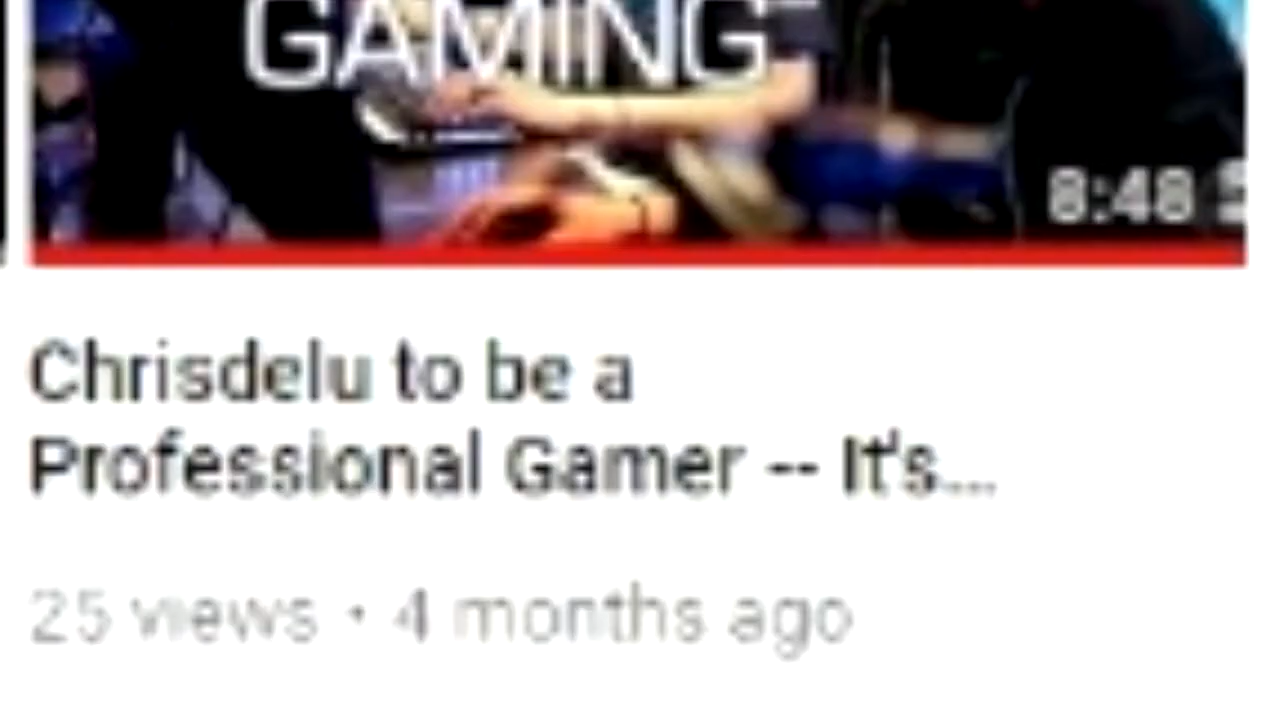 GAMING
8:48
Chrisdelu to be a
Professional Gamer -- It's...
25 views • 4 months ago